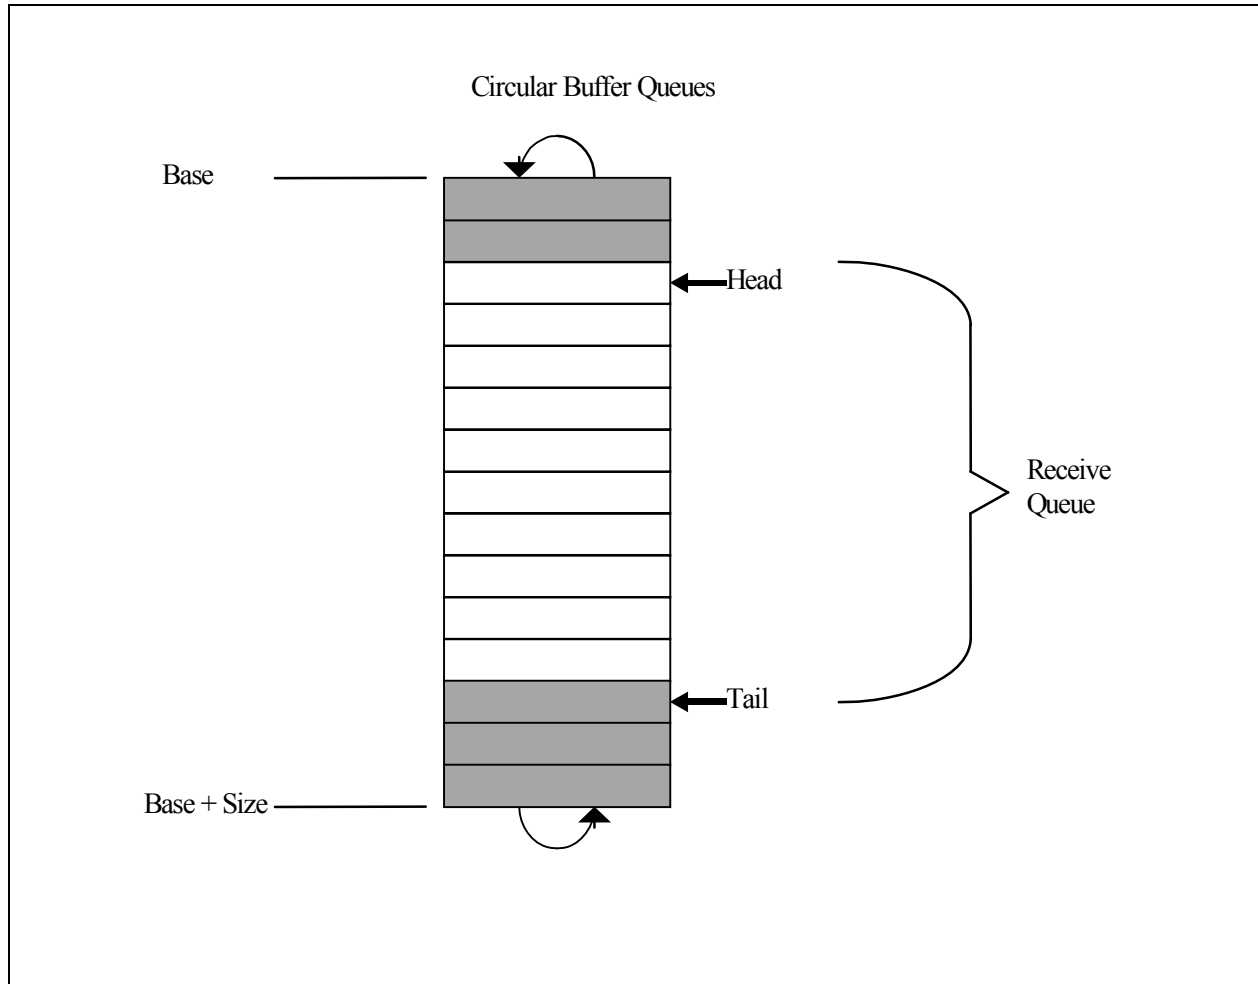 Circular Buffer Queues
Base
Head
Receive
Queue
Tail
Base + Size